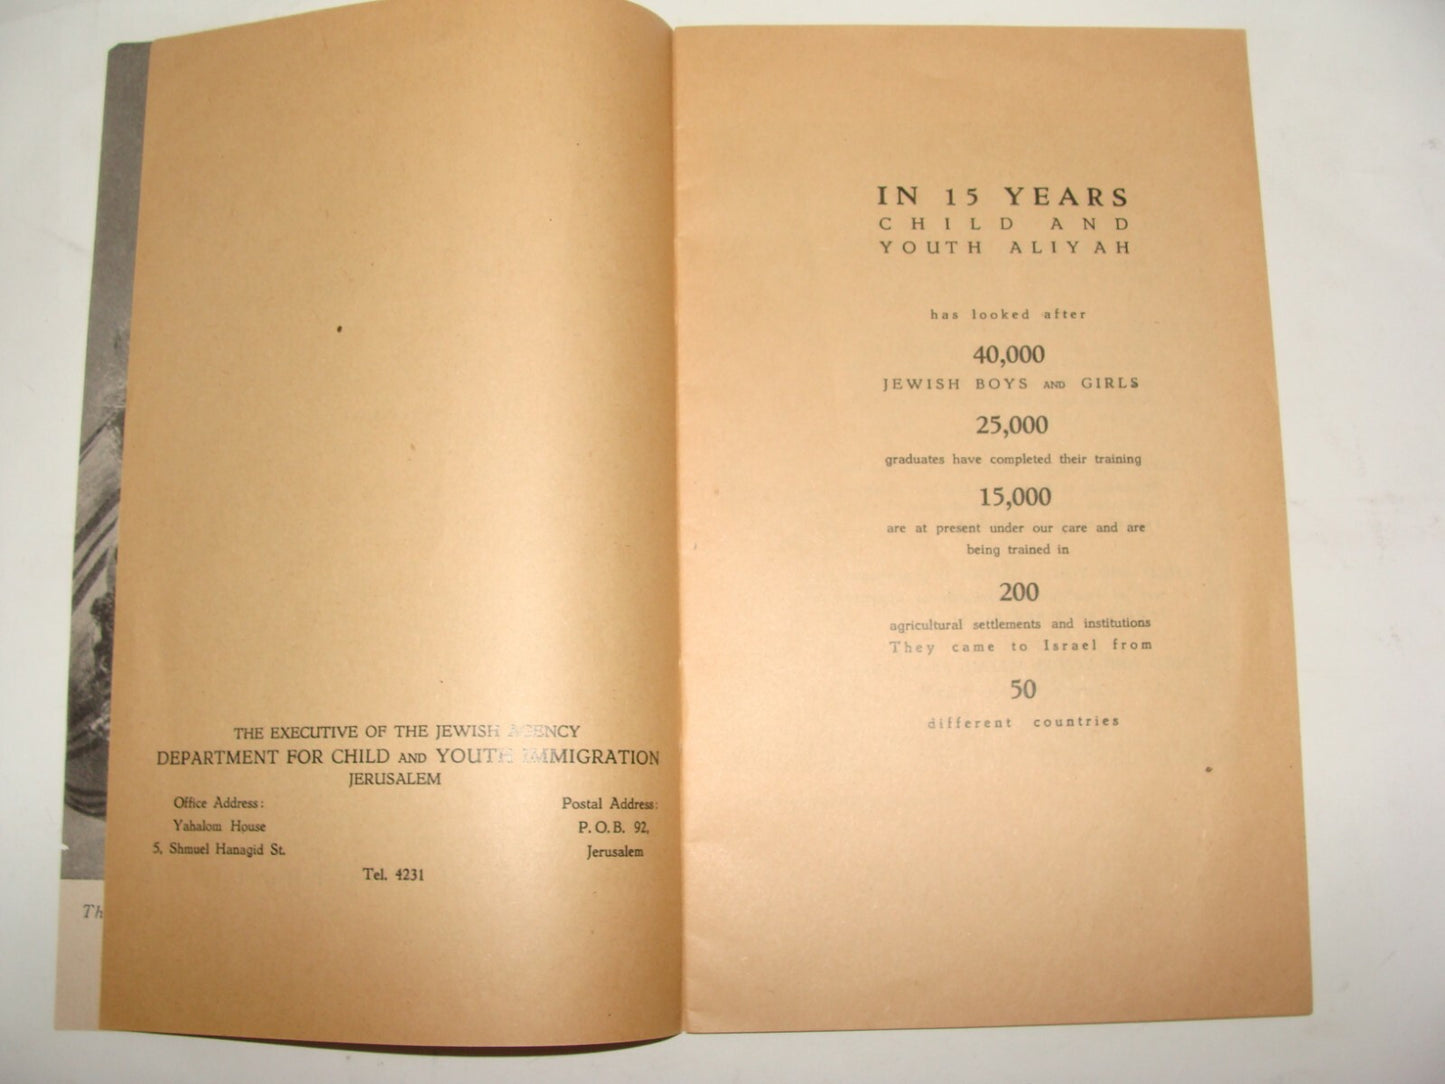 THE EXECUTIVE OF THE JEWISH AGENCY
DEPARTMENT FOR CHILD AND YOUTH IMMIGRATION
JERUSALEM
Office Address:
Yahalom House
5, Shmuel Hanagid St.
Postal Address:
P.O.B. 92,
Jerusalem
Tel. 4231
IN 15 YEARS
CHILD AND
YOUTH ALIYAH
has looked after
40,000
JEWISH BOYS AND GIRLS
25,000
graduates have completed their training
15,000
are at present under our care and are
being trained in
200
agricultural settlements and institutions
They came to Israel from
50
different countries